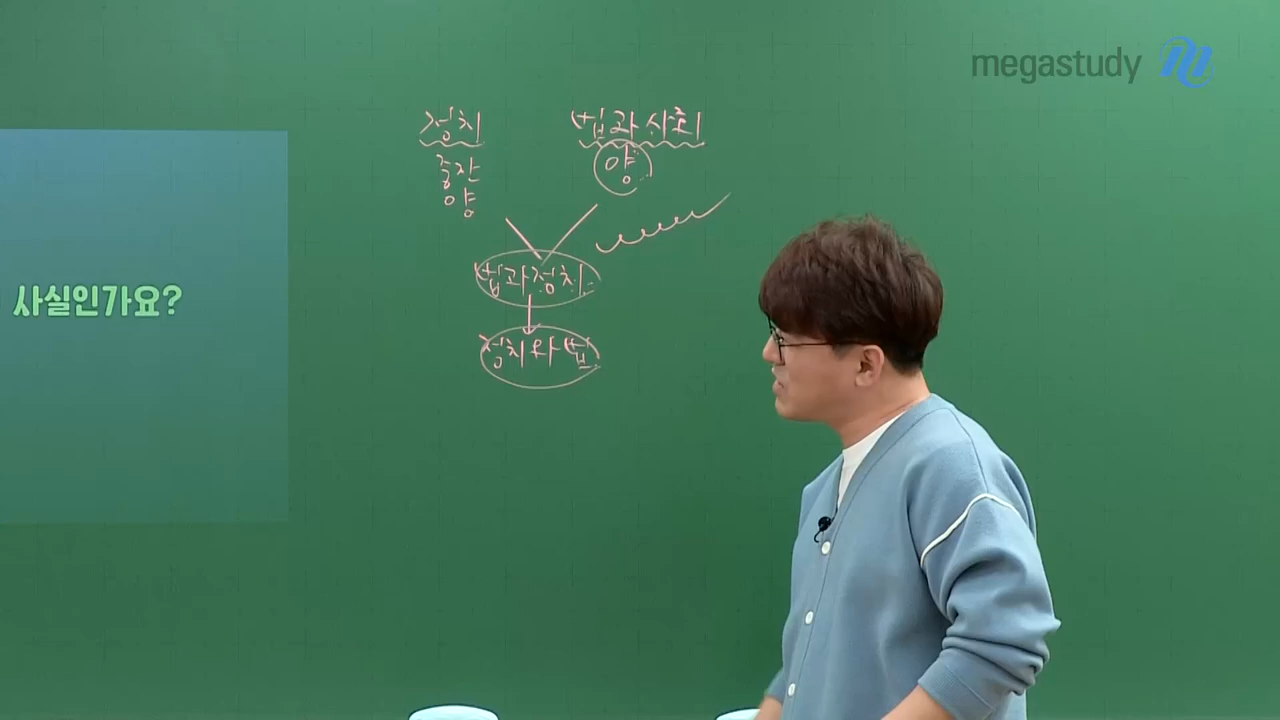 megastudy
정치 법과사회
중간 양
양
법과정치
사실인가요?
정치와 법